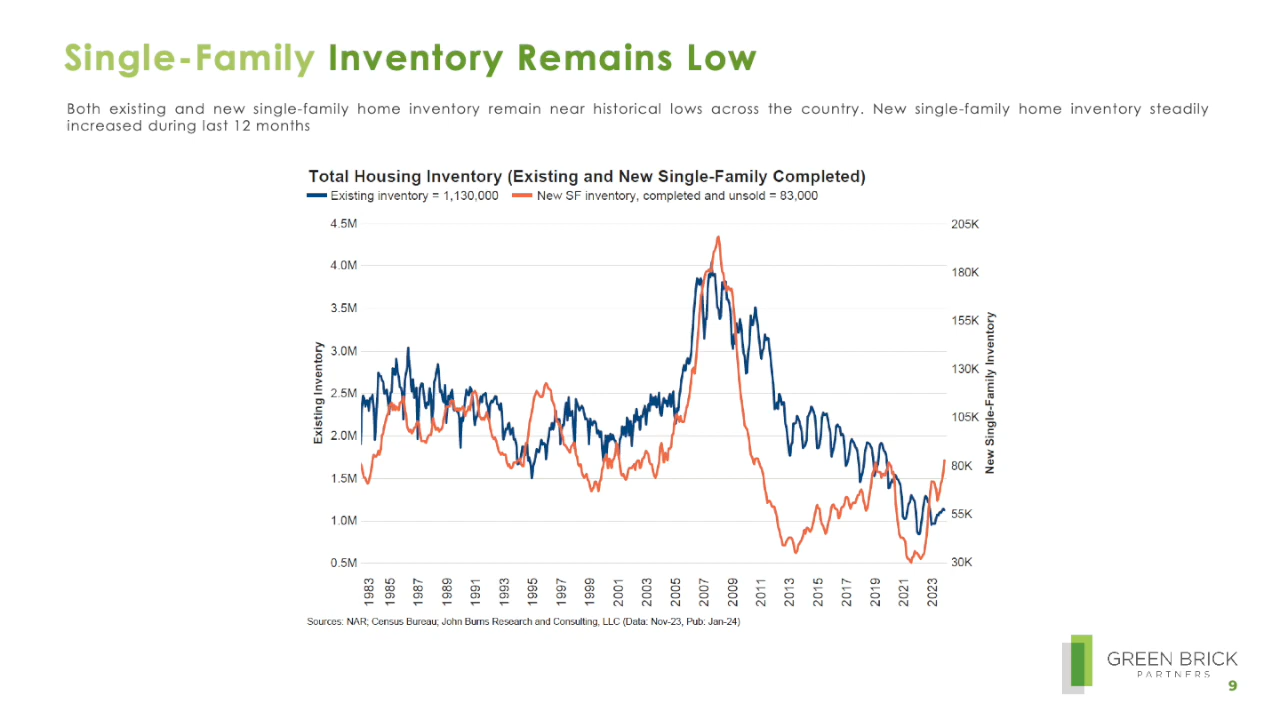 Single-Family Inventory Remains Low
Both existing and new single-family home inventory remain near historical lows across the country. New single-family home inventory steadily
increased during last 12 months
Total Housing Inventory (Existing and New Single-Family Completed)
Existing inventory = 1,130,000 New SF inventory, completed and unsold = 83,000
4.5M
4.0M
3.5M
3.0M
2.5M
2.0M
1.5M
1.0M
0.5M
Existing Inventory
205K
180K
155K
130K
105K
80K
55K
30K
New Single-Family Inventory
1983 1985 1987 1989 1991 1993 1995 1997 1999 2001 2003 2005 2007 2009 2011 2013 2015 2017 2019 2021 2023
Sources: NAR; Census Bureau; John Burns Research and Consulting, LLC (Data: Nov-23, Pub: Jan-24)
GREEN BRICK
PARTNERS
9